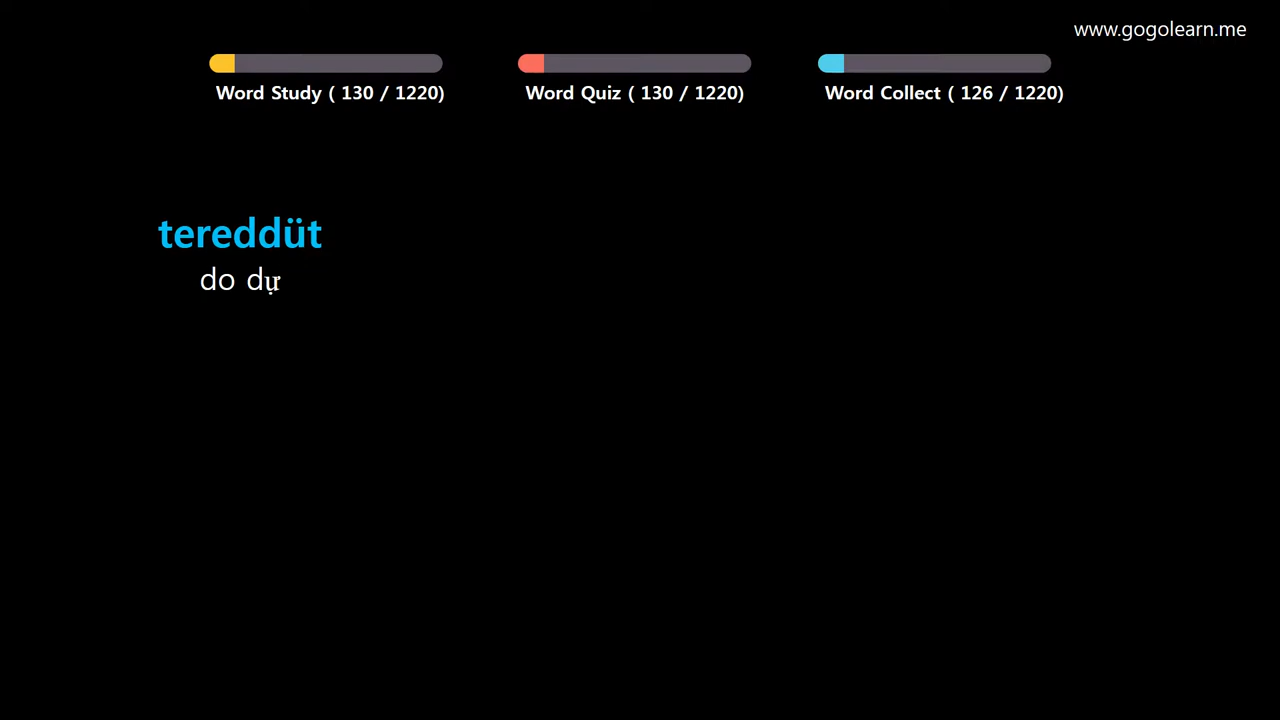 www.gogolearn.me
Word Study ( 130 / 1220)
Word Quiz ( 130 / 1220)
Word Collect ( 126 / 1220)
tereddüt
do dự